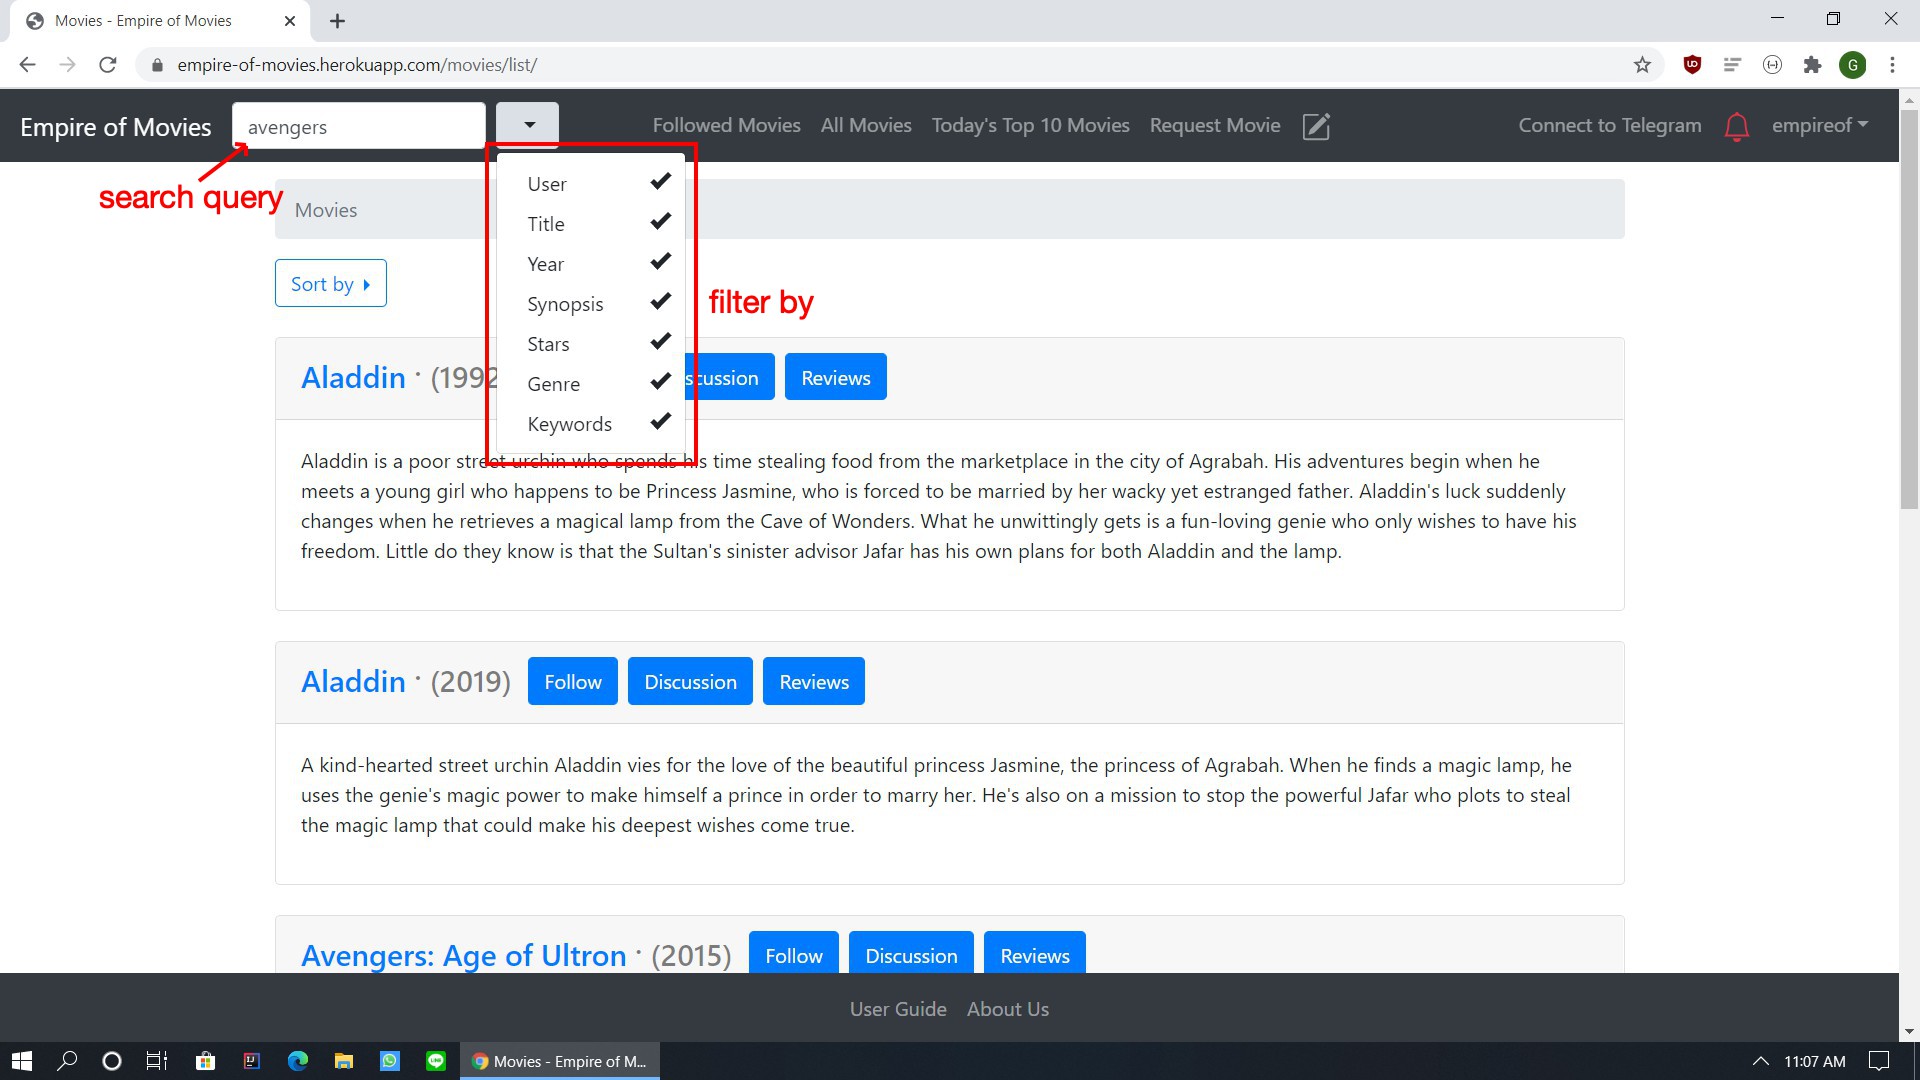 Movies - Empire of Movies
empire-of-movies.herokuapp.com/movies/list/
G
Empire of Movies
avengers
Followed Movies
All Movies
Today's Top 10 Movies
Request Movie
Connect to Telegram
empireof
search query
Movies
User
Title
Year
Synopsis
Stars
Genre
Keywords
filter by
Sort by
Aladdin · (1992
scussion
Reviews
Aladdin is a poor street urchin who spends his time stealing food from the marketplace in the city of Agrabah. His adventures begin when he
meets a young girl who happens to be Princess Jasmine, who is forced to be married by her wacky yet estranged father. Aladdin's luck suddenly
changes when he retrieves a magical lamp from the Cave of Wonders. What he unwittingly gets is a fun-loving genie who only wishes to have his
freedom. Little do they know is that the Sultan's sinister advisor Jafar has his own plans for both Aladdin and the lamp.
Aladdin · (2019)
Follow
Discussion
Reviews
A kind-hearted street urchin Aladdin vies for the love of the beautiful princess Jasmine, the princess of Agrabah. When he finds a magic lamp, he
uses the genie's magic power to make himself a prince in order to marry her. He's also on a mission to stop the powerful Jafar who plots to steal
the magic lamp that could make his deepest wishes come true.
Avengers: Age of Ultron · (2015)
Follow
Discussion
Reviews
User Guide
About Us
Movies - Empire of M...
11:07 AM